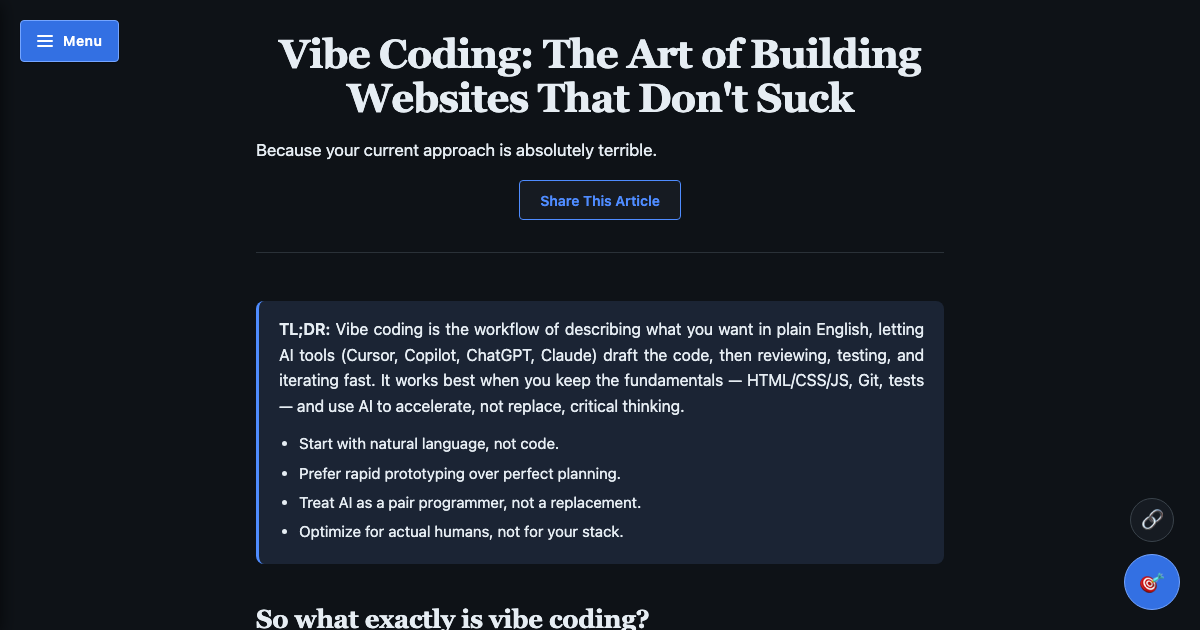 Menu
Vibe Coding: The Art of Building
Websites That Don't Suck
Because your current approach is absolutely terrible.
Share This Article
TL;DR: Vibe coding is the workflow of describing what you want in plain English, letting
AI tools (Cursor, Copilot, ChatGPT, Claude) draft the code, then reviewing, testing, and
iterating fast. It works best when you keep the fundamentals — HTML/CSS/JS, Git, tests
— and use AI to accelerate, not replace, critical thinking.
• Start with natural language, not code.
• Prefer rapid prototyping over perfect planning.
• Treat AI as a pair programmer, not a replacement.
• Optimize for actual humans, not for your stack.
So what exactly is vibe coding?